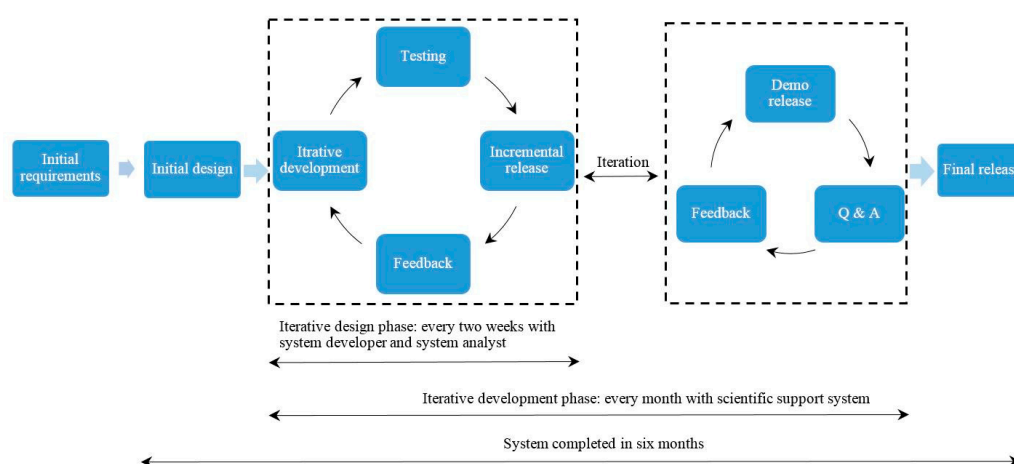 Testing
Demo
release
Initial
requirements
Initial design
Itrative
development
Incremental
release
Iteration
Final release
Feedback
Q & A
Feedback
Iterative design phase: every two weeks with
system developer and system analyst
Iterative development phase: every month with scientific support system
System completed in six months